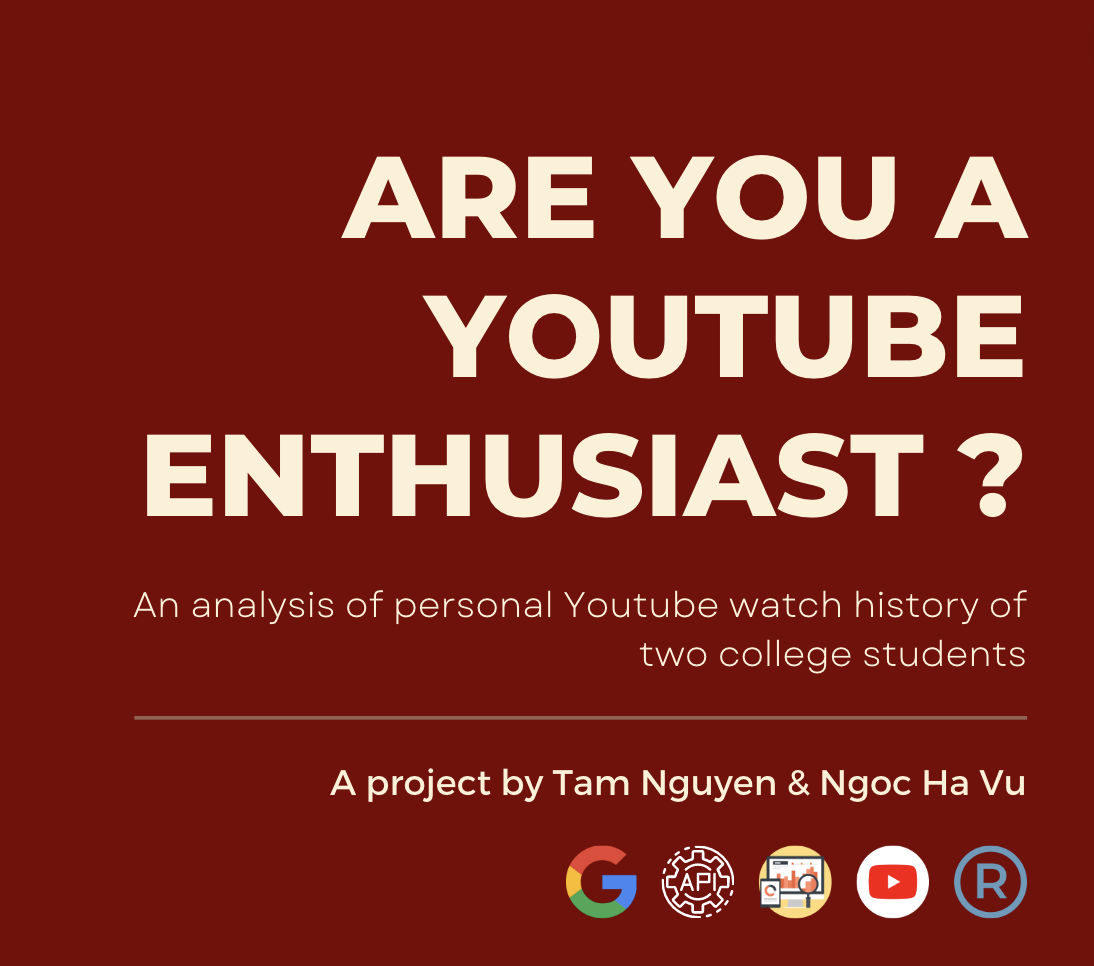 ARE YOU A
YOUTUBE
ENTHUSIAST ?
An analysis of personal Youtube watch history of
two college students
A project by Tam Nguyen & Ngoc Ha Vu
G API R